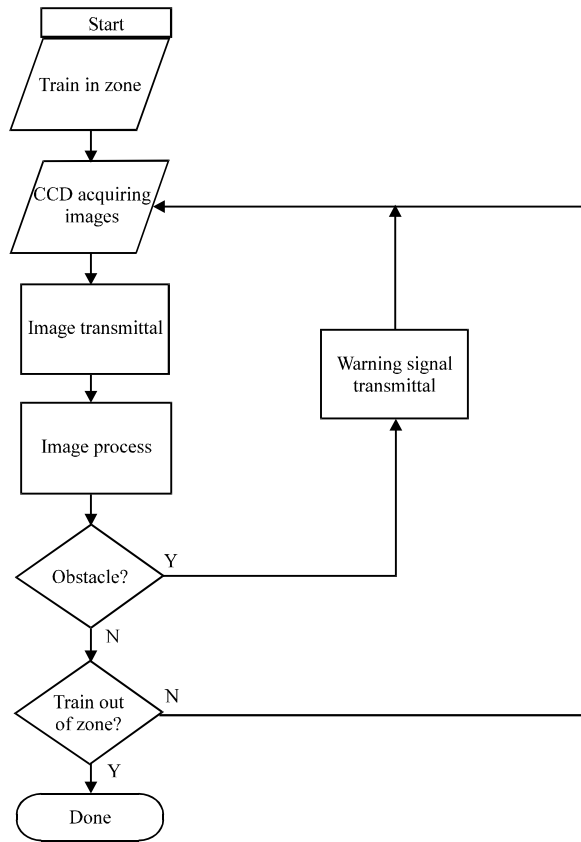 Start
Train in zone
CCD acquiring
images
Image transmittal
Warning signal
transmittal
Image process
Obstacle?
Y
N
Train out
of zone?
N
Y
Done